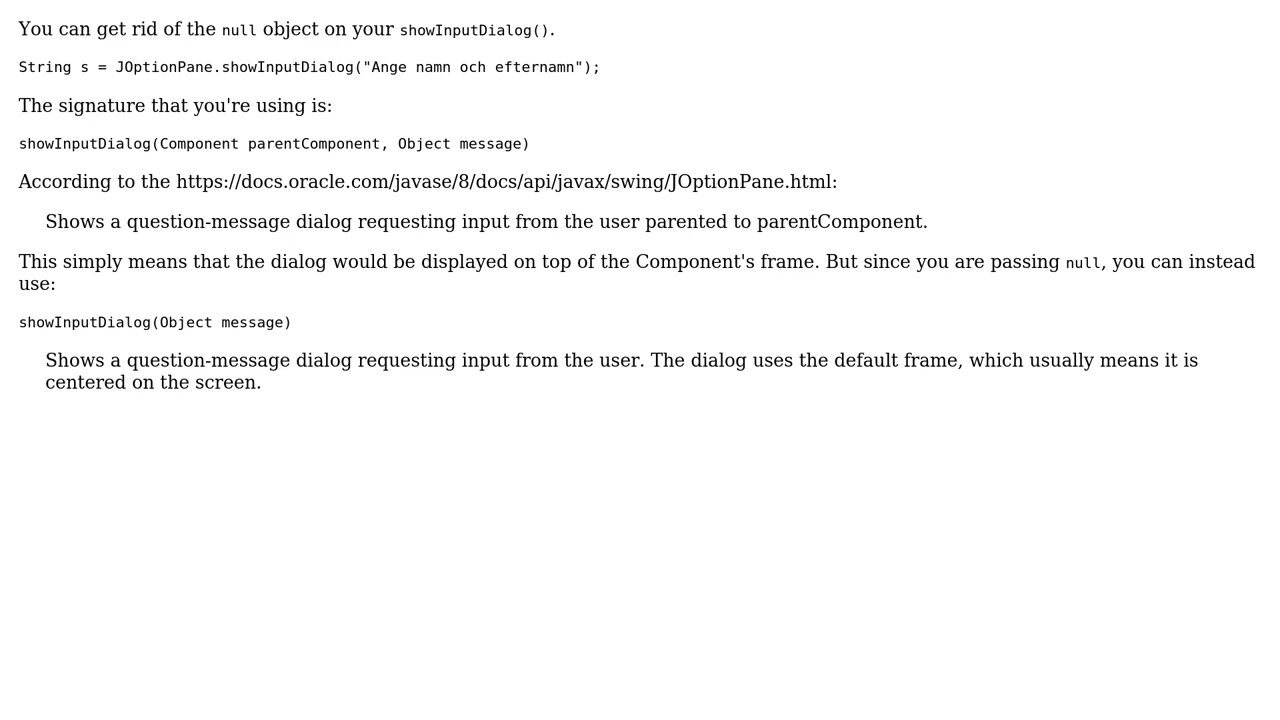 You can get rid of the null object on your showInputDialog().
String s = JOptionPane.showInputDialog("Ange namn och efternamn");
The signature that you're using is:
showInputDialog(Component parentComponent, Object message)
According to the https://docs.oracle.com/javase/8/docs/api/javax/swing/JOptionPane.html:
Shows a question-message dialog requesting input from the user parented to parentComponent.
This simply means that the dialog would be displayed on top of the Component's frame. But since you are passing null, you can instead
use:
showInputDialog(Object message)
Shows a question-message dialog requesting input from the user. The dialog uses the default frame, which usually means it is
centered on the screen.